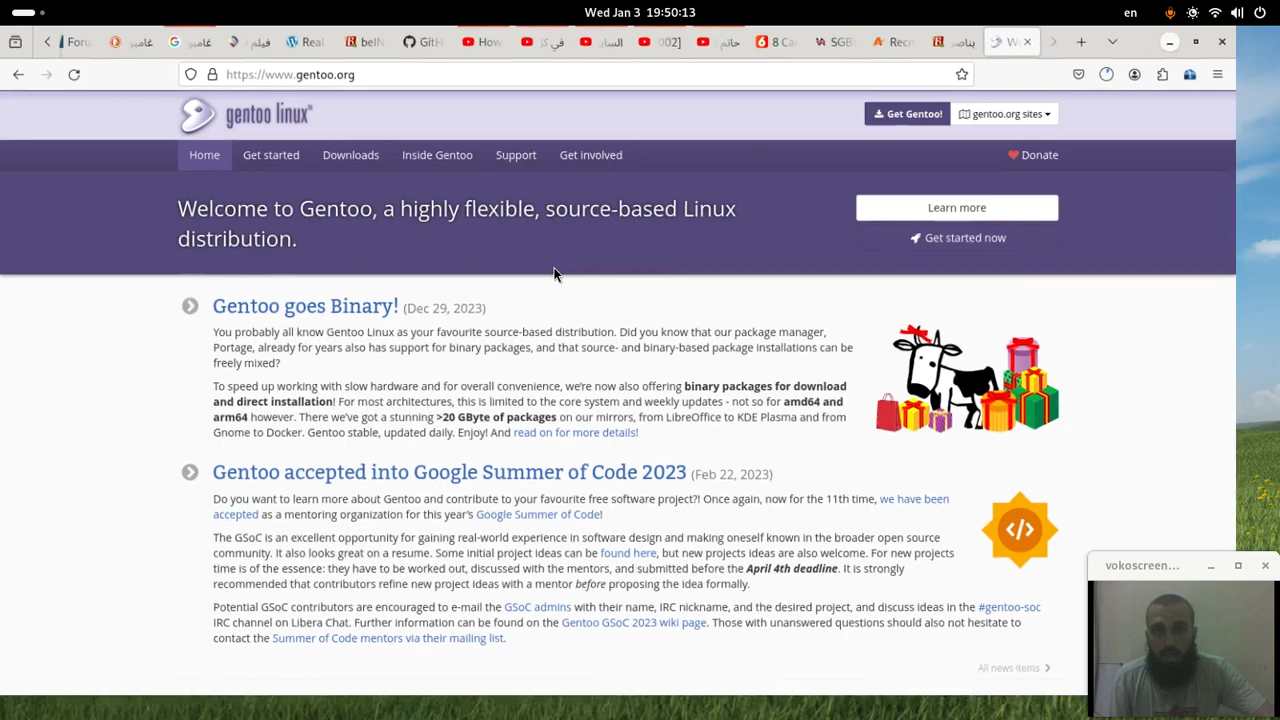 Wed Jan 3 19:50:13
en
Foru
غامبو
غامبو
فيلم
Real
beIN
GitH
How
في كا
السان
002]
حاتم
8 Ca
SGB
Recr
بناصر
W
https://www.gentoo.org
gentoo linux
Get Gentoo!
gentoo.org sites
Home
Get started
Downloads
Inside Gentoo
Support
Get involved
Donate
Welcome to Gentoo, a highly flexible, source-based Linux
distribution.
Learn more
Get started now
Gentoo goes Binary! (Dec 29, 2023)
You probably all know Gentoo Linux as your favourite source-based distribution. Did you know that our package manager,
Portage, already for years also has support for binary packages, and that source- and binary-based package installations can be
freely mixed?
To speed up working with slow hardware and for overall convenience, we're now also offering binary packages for download
and direct installation! For most architectures, this is limited to the core system and weekly updates - not so for amd64 and
arm64 however. There we've got a stunning >20 GByte of packages on our mirrors, from LibreOffice to KDE Plasma and from
Gnome to Docker. Gentoo stable, updated daily. Enjoy! And read on for more details!
Gentoo accepted into Google Summer of Code 2023 (Feb 22, 2023)
Do you want to learn more about Gentoo and contribute to your favourite free software project?! Once again, now for the 11th time, we have been
accepted as a mentoring organization for this year's Google Summer of Code!
The GSoC is an excellent opportunity for gaining real-world experience in software design and making oneself known in the broader open source
community. It also looks great on a resume. Some initial project ideas can be found here, but new projects ideas are also welcome. For new projects
time is of the essence: they have to be worked out, discussed with the mentors, and submitted before the April 4th deadline. It is strongly
recommended that contributors refine new project ideas with a mentor before proposing the idea formally.
Potential GSoC contributors are encouraged to e-mail the GSoC admins with their name, IRC nickname, and the desired project, and discuss ideas in the #gentoo-soc
IRC channel on Libera Chat. Further information can be found on the Gentoo GSoC 2023 wiki page. Those with unanswered questions should also not hesitate to
contact the Summer of Code mentors via their mailing list.
All news items
vokoscreen...